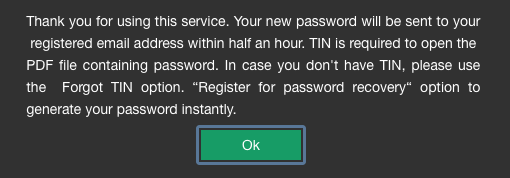 Thank you for using this service. Your new password will be sent to your
registered email address within half an hour. TIN is required to open the
PDF file containing password. In case you don't have TIN, please use
the Forgot TIN option. “Register for password recovery“ option to
generate your password instantly.
Ok